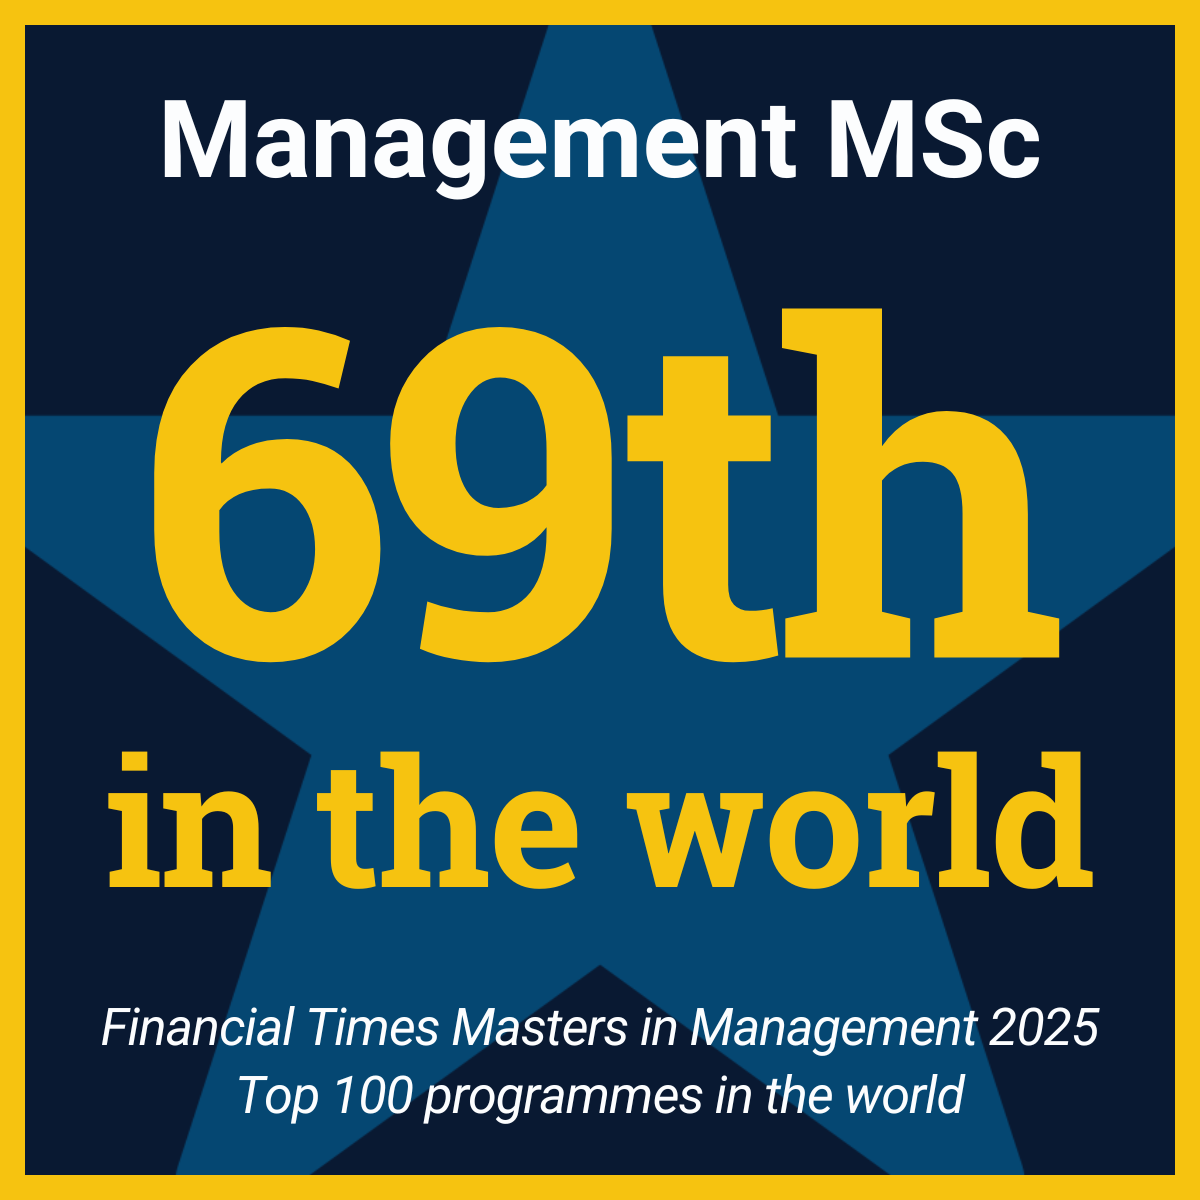 Management MSc
69th
in the world
Financial Times Masters in Management 2025
Top 100 programmes in the world